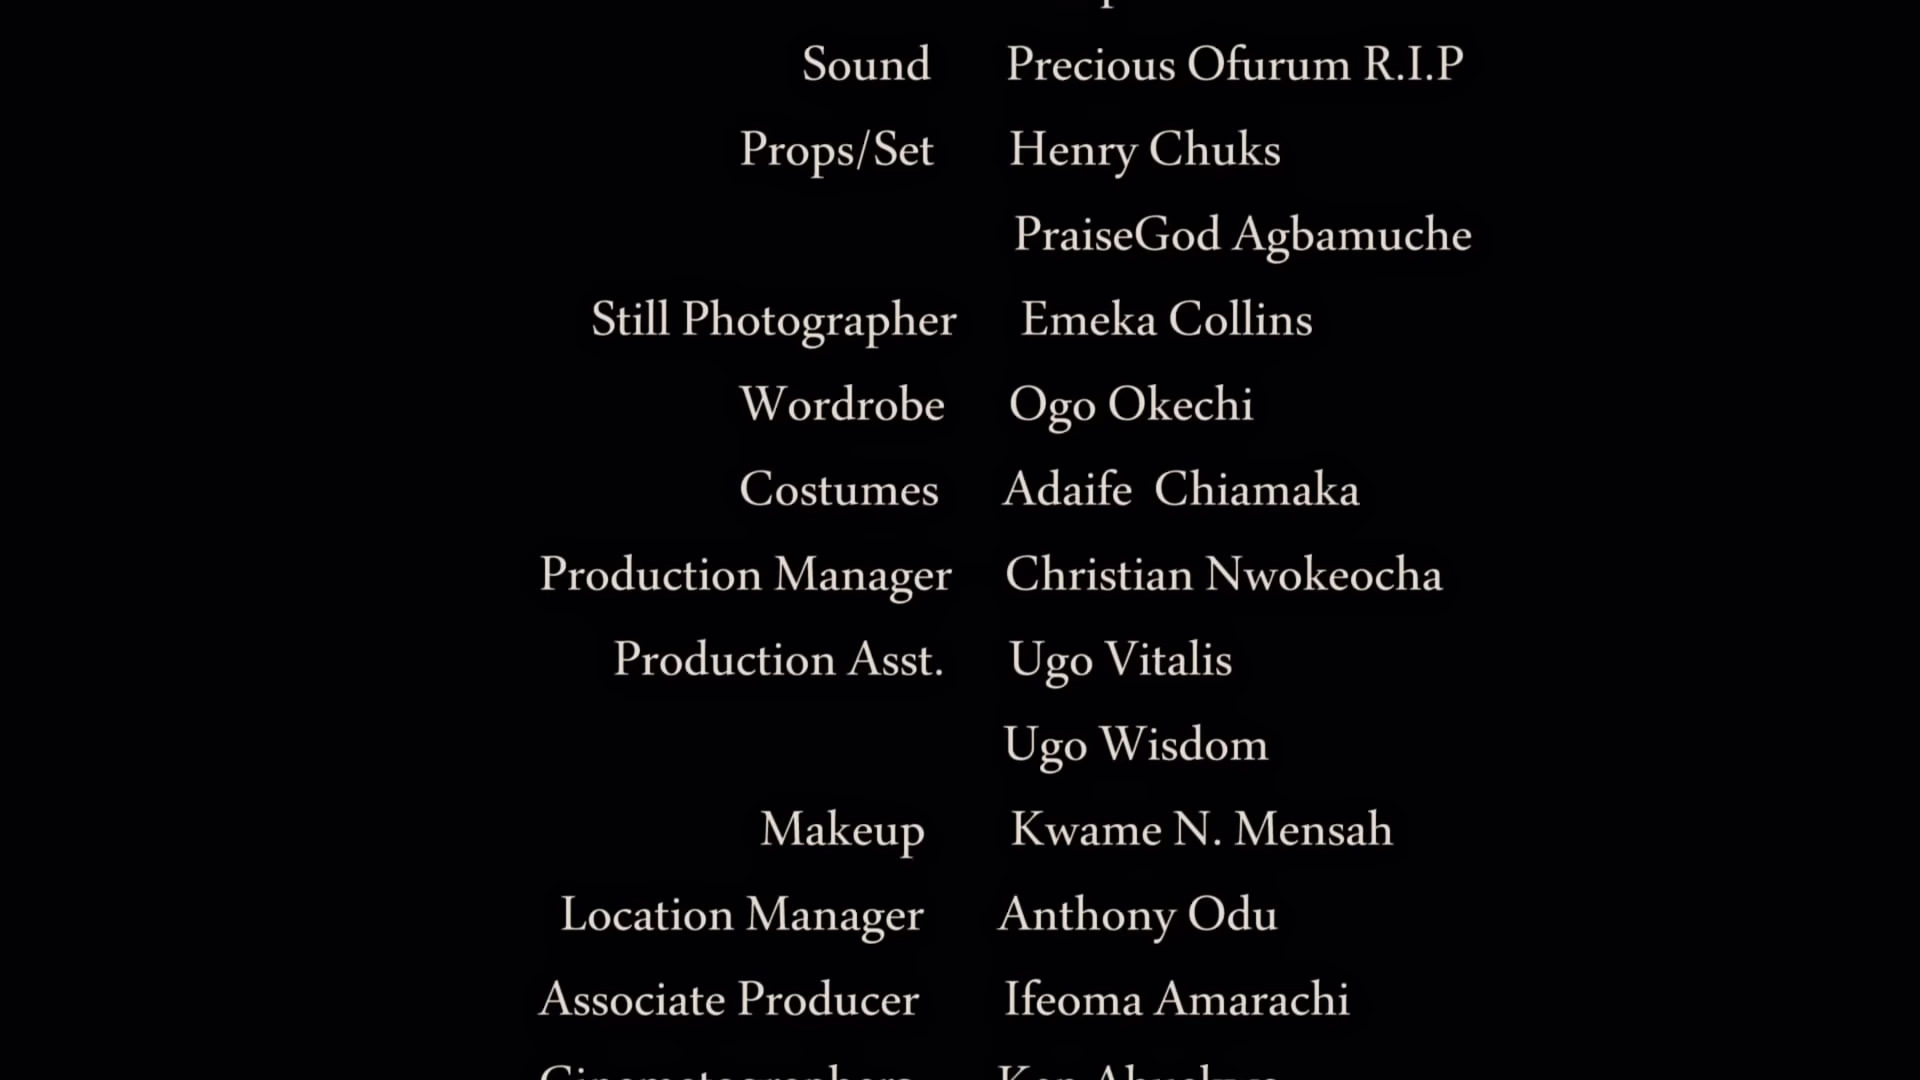 Sound Precious Ofurum R.I.P
Props/Set Henry Chuks
PraiseGod Agbamuche
Still Photographer Emeka Collins
Wordrobe Ogo Okechi
Costumes Adaife Chiamaka
Production Manager Christian Nwokeocha
Production Asst. Ugo Vitalis
Ugo Wisdom
Makeup Kwame N. Mensah
Location Manager Anthony Odu
Associate Producer Ifeoma Amarachi